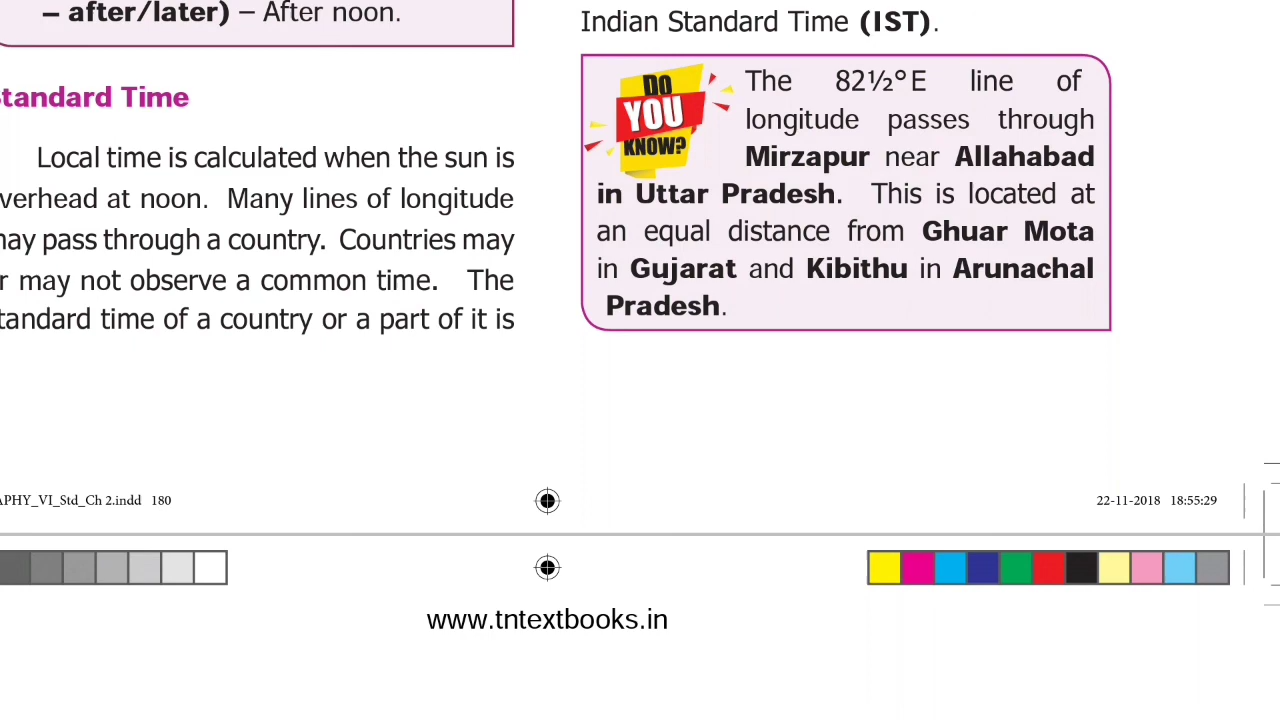 – after/later) – After noon.
Standard Time
Local time is calculated when the sun is
verhead at noon. Many lines of longitude
may pass through a country. Countries may
r may not observe a common time. The
tandard time of a country or a part of it is
Indian Standard Time (IST).
DO
YOU
KNOW?
The 82½°E line of
longitude passes through
Mirzapur near Allahabad
in Uttar Pradesh. This is located at
an equal distance from Ghuar Mota
in Gujarat and Kibithu in Arunachal
Pradesh.
APHY_VI_Std_Ch 2.indd 180
22-11-2018 18:55:29
www.tntextbooks.in